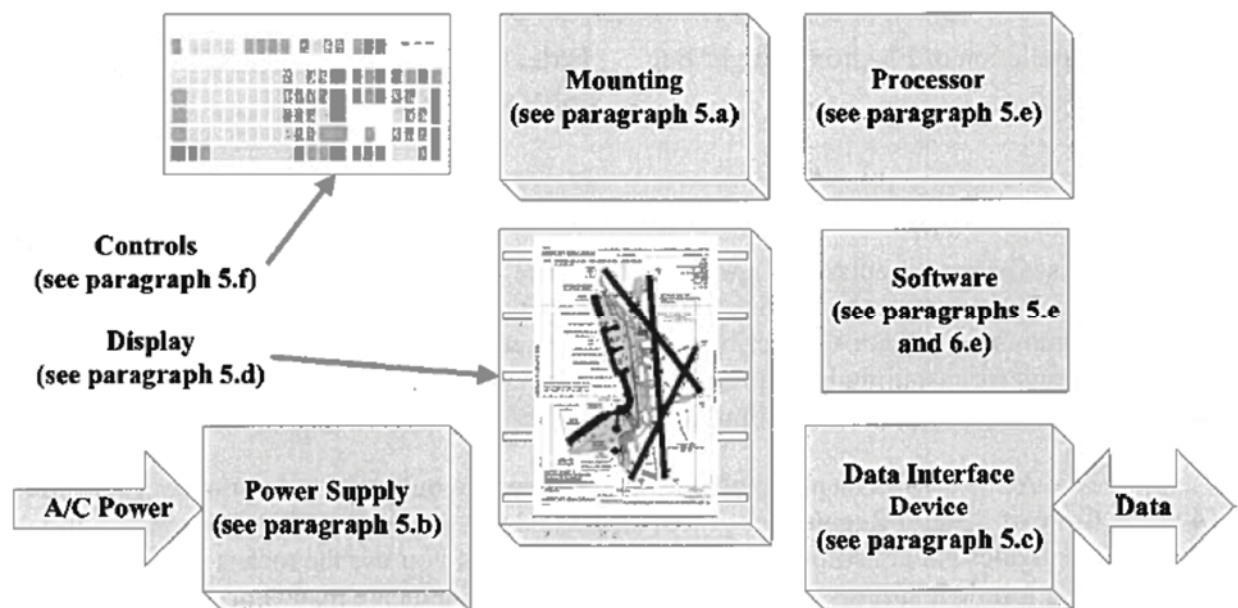 Mounting
(see paragraph 5.a)
Processor
(see paragraph 5.e)
Controls
(see paragraph 5.f)
Display
(see paragraph 5.d)
Software
(see paragraphs 5.e
and 6.e)
A/C Power
Power Supply
(see paragraph 5.b)
Data Interface
Device
(see paragraph 5.c)
Data